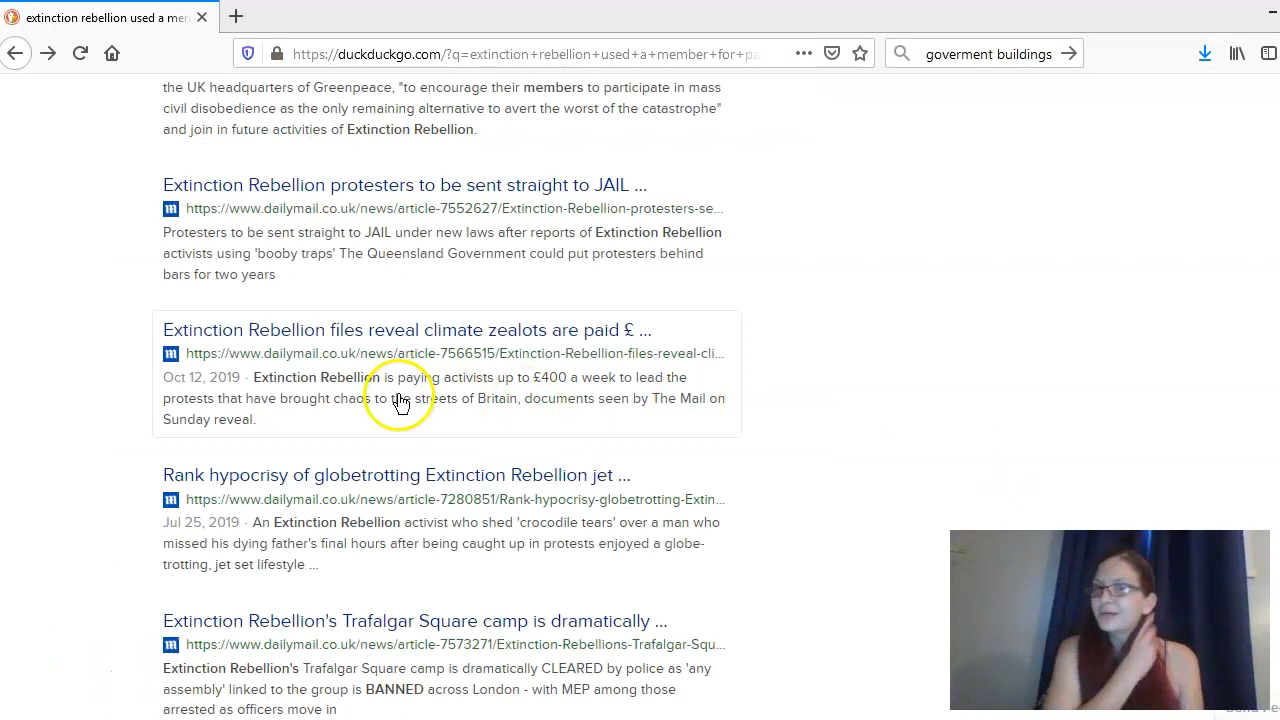 extinction rebellion used a mem
https://duckduckgo.com/?q=extinction+rebellion+used+a+member+for+pa
goverment buildings
the UK headquarters of Greenpeace, "to encourage their members to participate in mass
civil disobedience as the only remaining alternative to avert the worst of the catastrophe"
and join in future activities of Extinction Rebellion.
Extinction Rebellion protesters to be sent straight to JAIL ...
m https://www.dailymail.co.uk/news/article-7552627/Extinction-Rebellion-protesters-se...
Protesters to be sent straight to JAIL under new laws after reports of Extinction Rebellion
activists using 'booby traps' The Queensland Government could put protesters behind
bars for two years
Extinction Rebellion files reveal climate zealots are paid £ ...
m https://www.dailymail.co.uk/news/article-7566515/Extinction-Rebellion-files-reveal-cli...
Oct 12, 2019 · Extinction Rebellion is paying activists up to £400 a week to lead the
protests that have brought chaos to the streets of Britain, documents seen by The Mail on
Sunday reveal.
Rank hypocrisy of globetrotting Extinction Rebellion jet ...
m https://www.dailymail.co.uk/news/article-7280851/Rank-hypocrisy-globetrotting-Extin...
Jul 25, 2019 · An Extinction Rebellion activist who shed 'crocodile tears' over a man who
missed his dying father's final hours after being caught up in protests enjoyed a globe-
trotting, jet set lifestyle ...
Extinction Rebellion's Trafalgar Square camp is dramatically ...
m https://www.dailymail.co.uk/news/article-7573271/Extinction-Rebellions-Trafalgar-Squ...
Extinction Rebellion's Trafalgar Square camp is dramatically CLEARED by police as 'any
assembly' linked to the group is BANNED across London - with MEP among those
arrested as officers move in